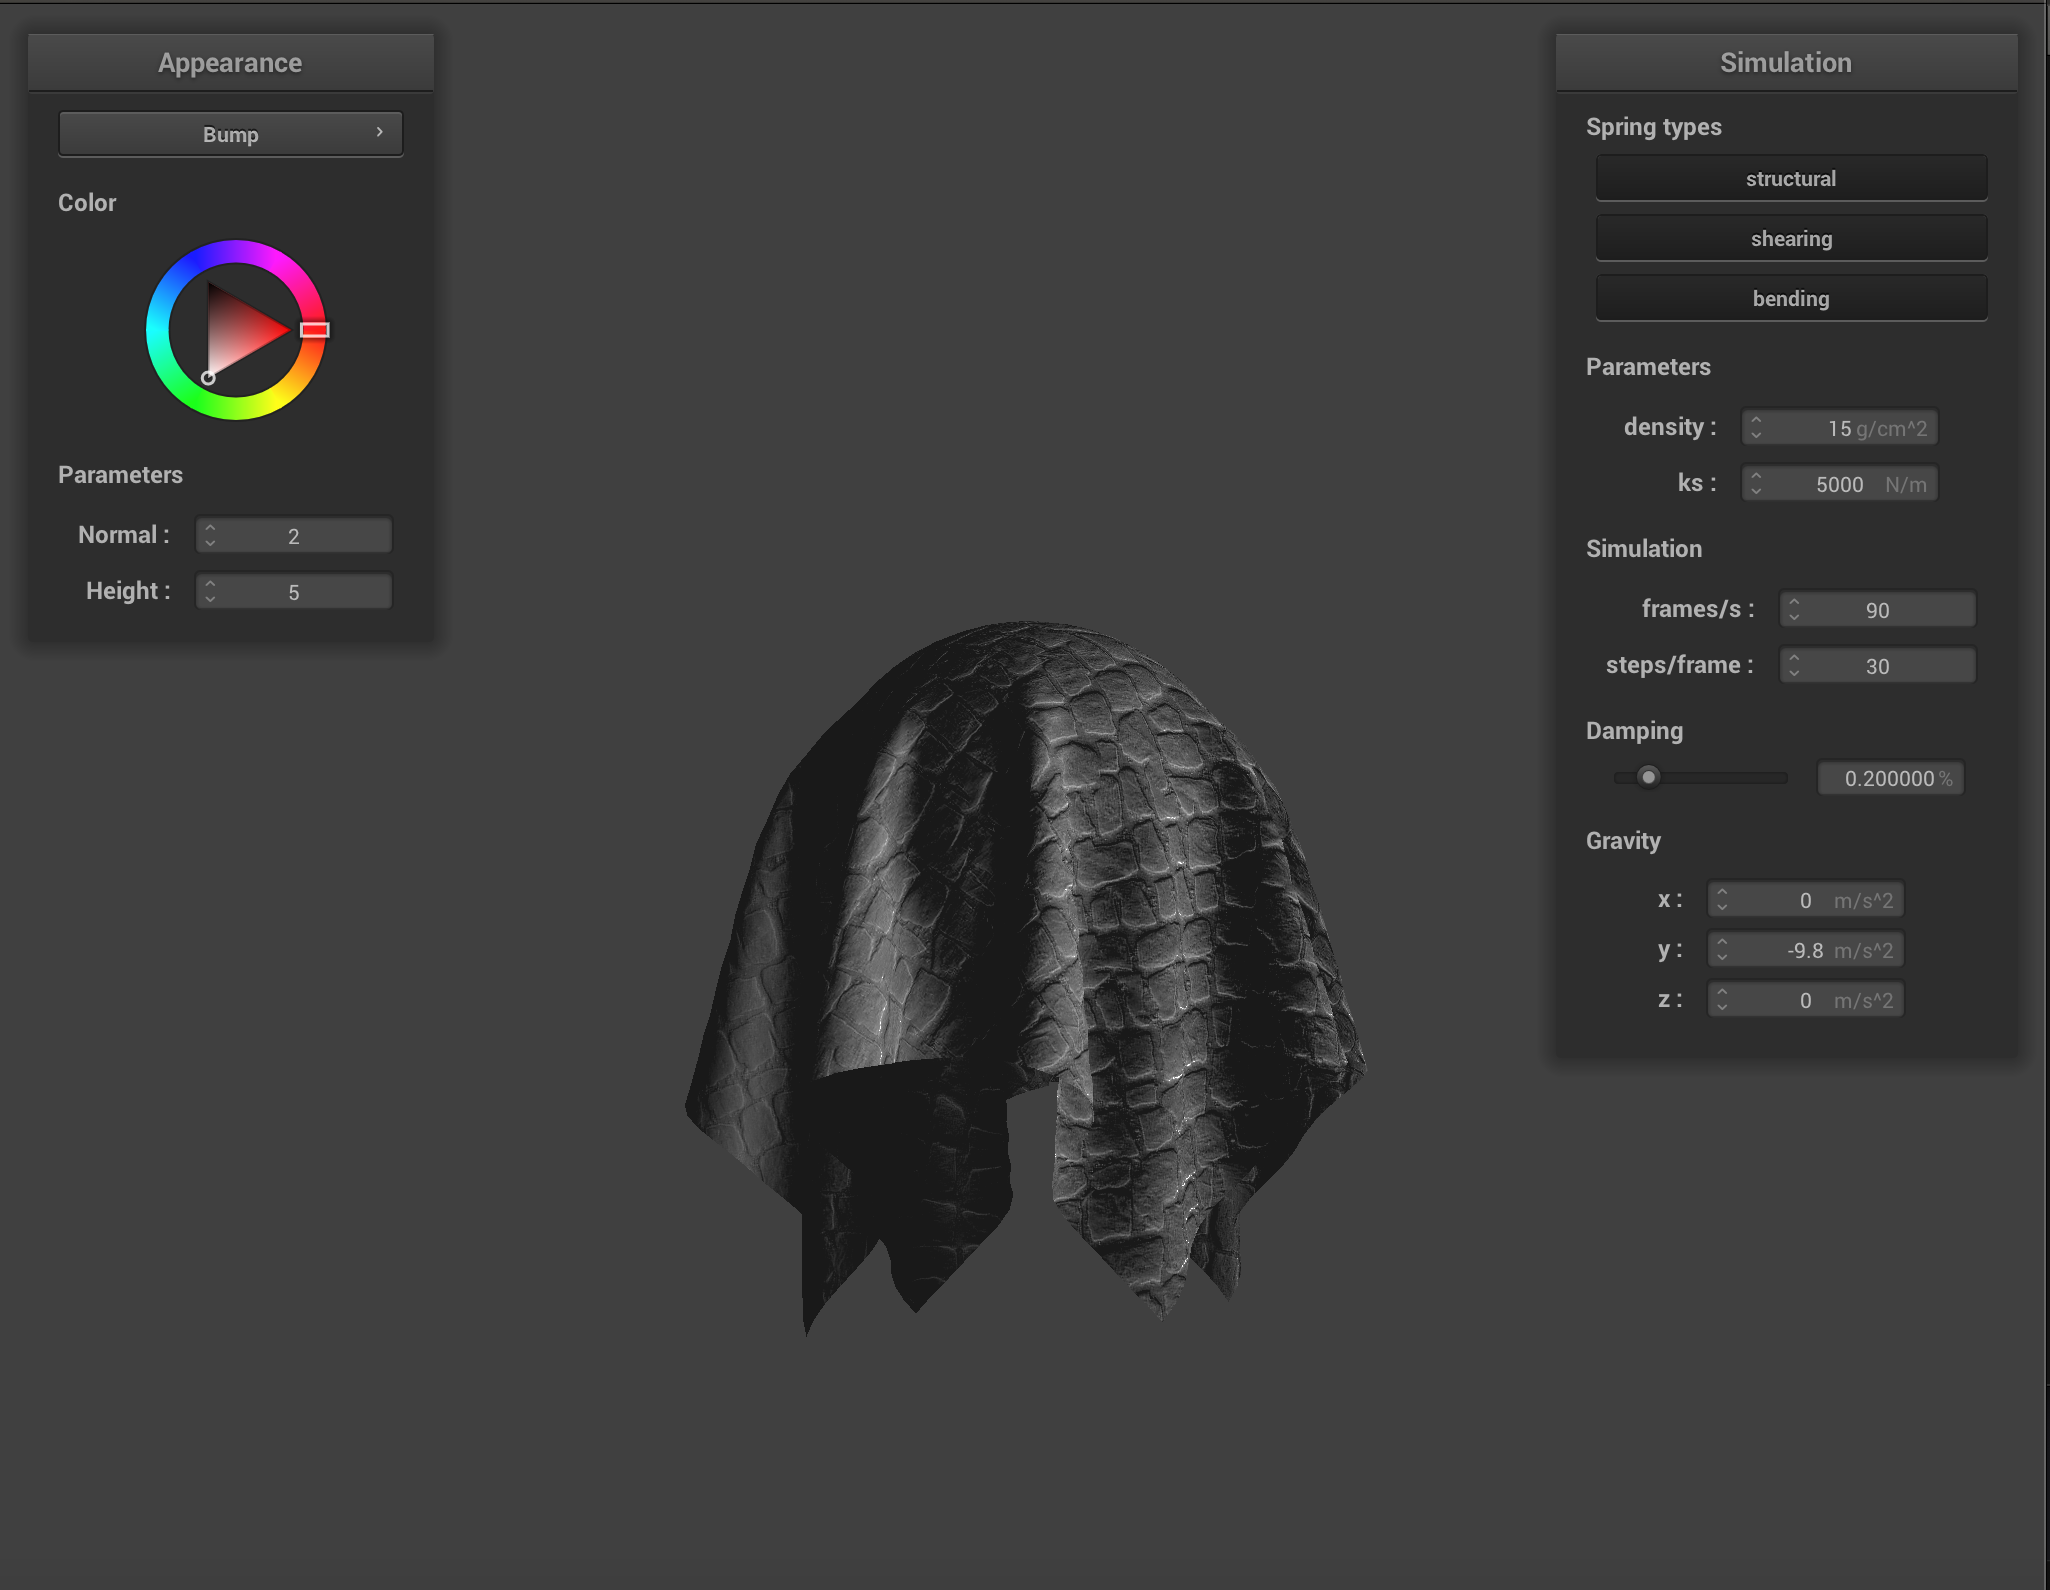 Appearance
Bump
Color
Parameters
Normal : 2
Height : 5
Simulation
Spring types
structural
shearing
bending
Parameters
density : 15 g/cm^2
ks : 5000 N/m
Simulation
frames/s : 90
steps/frame : 30
Damping
0.200000 %
Gravity
x : 0 m/s^2
y : -9.8 m/s^2
z : 0 m/s^2